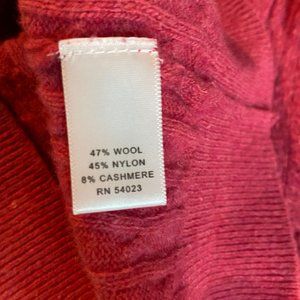 47% WOOL
45% NYLON
8% CASHMERE
RN 54023